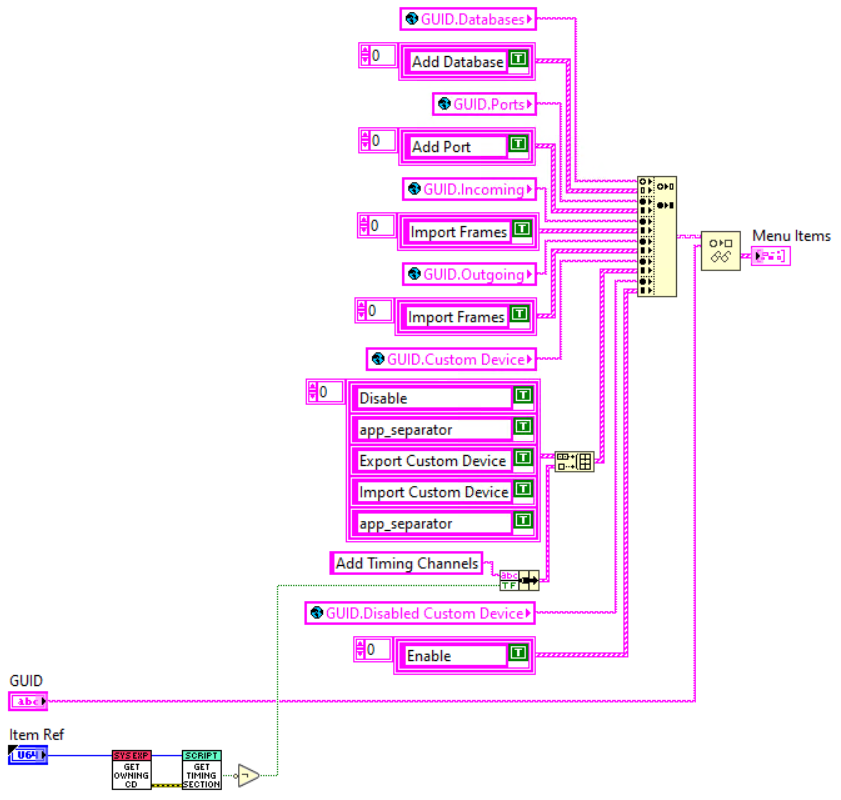 GUID.Databases
0
Add Database T
GUID.Ports
0
Add Port T
GUID.Incoming
0
Import Frames T
GUID.Outgoing
0
Import Frames T
GUID.Custom Device
0
Disable T
app_separator T
Export Custom Device T
Import Custom Device T
app_separator T
Add Timing Channels
abc
TF
GUID.Disabled Custom Device
0
Enable T
Menu Items
GUID
abc
Item Ref
U64
SYS EXP
GET
OWNING
CD
SCRIPT
GET
TIMING
SECTION